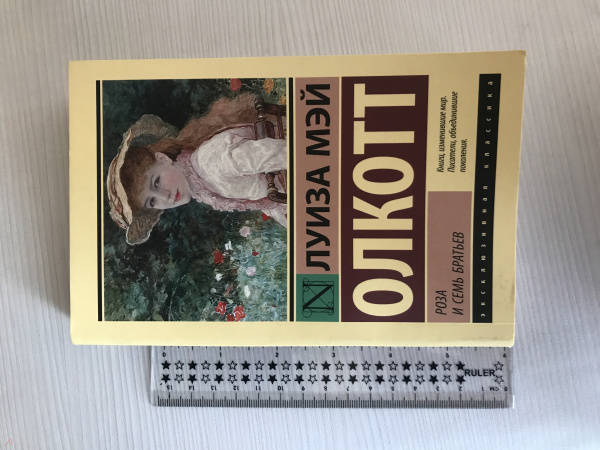 ЛУИЗА МЭЙ
ОЛКОТТ
РОЗА
И СЕМЬ БРАТЬЕВ
Книги, изменившие мир.
Писатели, объединившие
поколения.
ЭКСКЛЮЗИВНАЯ КЛАССИКА
RULER